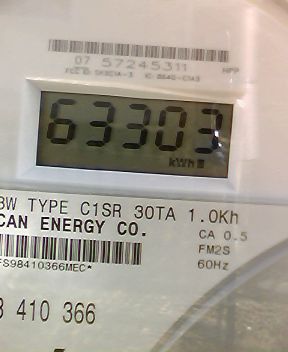 07 57245311
63303
kWh
3W TYPE C1SR 30TA 1.0Kh
CAN ENERGY CO.
CA 0.5
FM2S
FS98410366MEC*
60Hz
3 410 366